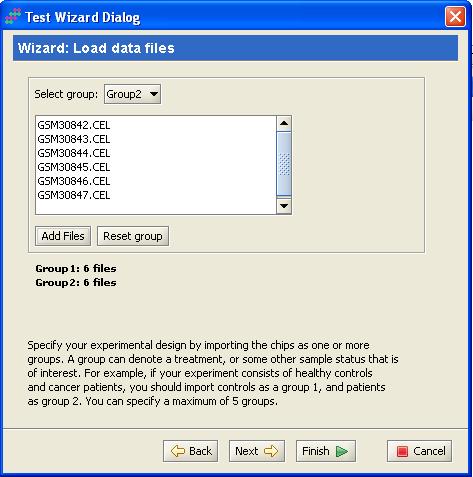 Test Wizard Dialog
Wizard: Load data files
Select group: Group2
GSM30842.CEL
GSM30843.CEL
GSM30844.CEL
GSM30845.CEL
GSM30846.CEL
GSM30847.CEL
Add Files Reset group
Group1: 6 files
Group2: 6 files
Specify your experimental design by importing the chips as one or more
groups. A group can denote a treatment, or some other sample status that is
of interest. For example, if your experiment consists of healthy controls
and cancer patients, you should import controls as a group 1, and patients
as group 2. You can specify a maximum of 5 groups.
Back Next Finish Cancel